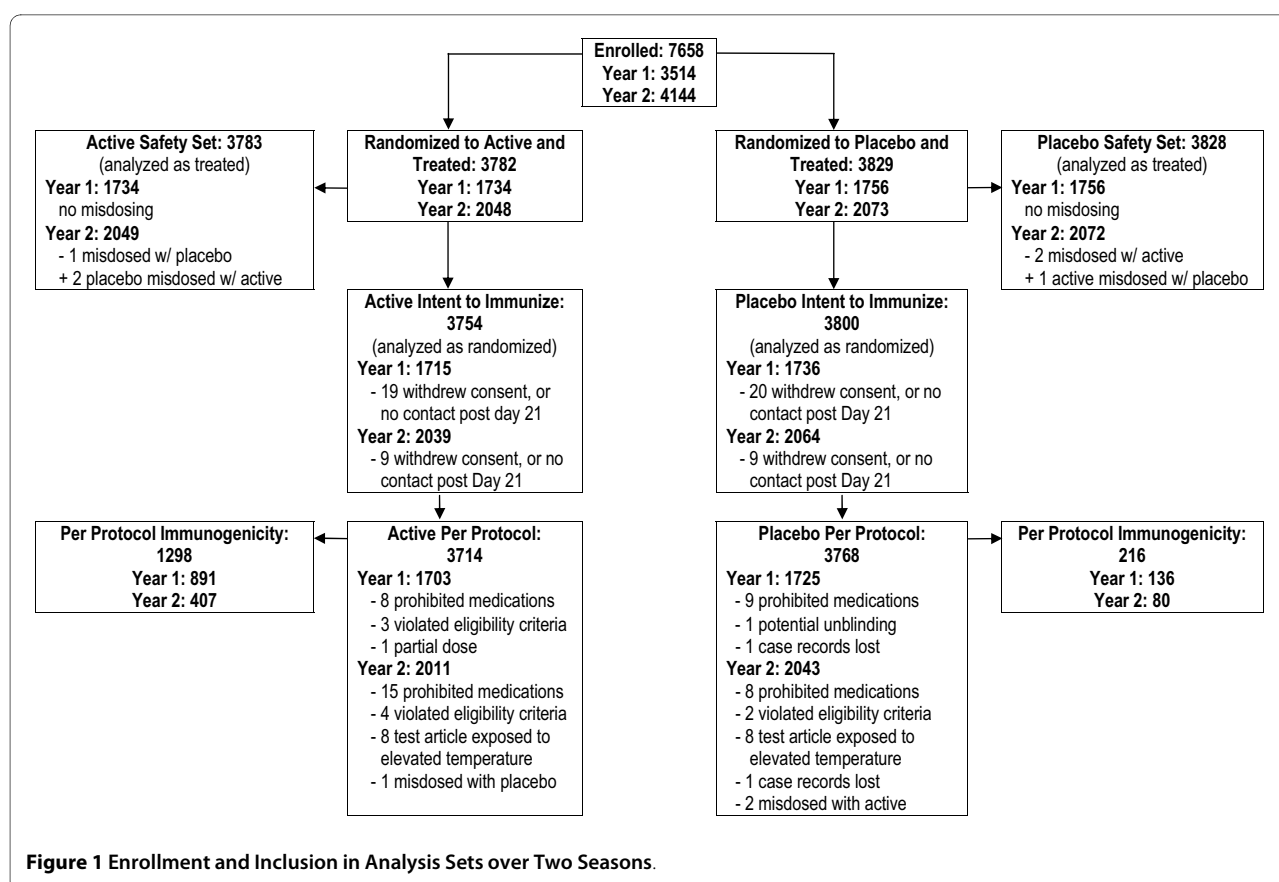 Enrolled: 7658
Year 1: 3514
Year 2: 4144
Active Safety Set: 3783
(analyzed as treated)
Year 1: 1734
no misdosing
Year 2: 2049
- 1 misdosed w/ placebo
+ 2 placebo misdosed w/ active
Randomized to Active and
Treated: 3782
Year 1: 1734
Year 2: 2048
Randomized to Placebo and
Treated: 3829
Year 1: 1756
Year 2: 2073
Placebo Safety Set: 3828
(analyzed as treated)
Year 1: 1756
no misdosing
Year 2: 2072
- 2 misdosed w/ active
+ 1 active misdosed w/ placebo
Active Intent to Immunize:
3754
(analyzed as randomized)
Year 1: 1715
- 19 withdrew consent, or
no contact post day 21
Year 2: 2039
- 9 withdrew consent, or no
contact post Day 21
Placebo Intent to Immunize:
3800
(analyzed as randomized)
Year 1: 1736
- 20 withdrew consent, or no
contact post Day 21
Year 2: 2064
- 9 withdrew consent, or no
contact post Day 21
Per Protocol Immunogenicity:
1298
Year 1: 891
Year 2: 407
Active Per Protocol:
3714
Year 1: 1703
- 8 prohibited medications
- 3 violated eligibility criteria
- 1 partial dose
Year 2: 2011
- 15 prohibited medications
- 4 violated eligibility criteria
- 8 test article exposed to
elevated temperature
- 1 misdosed with placebo
Placebo Per Protocol:
3768
Year 1: 1725
- 9 prohibited medications
- 1 potential unblinding
- 1 case records lost
Year 2: 2043
- 8 prohibited medications
- 2 violated eligibility criteria
- 8 test article exposed to
elevated temperature
- 1 case records lost
- 2 misdosed with active
Per Protocol Immunogenicity:
216
Year 1: 136
Year 2: 80
Figure 1 Enrollment and Inclusion in Analysis Sets over Two Seasons.